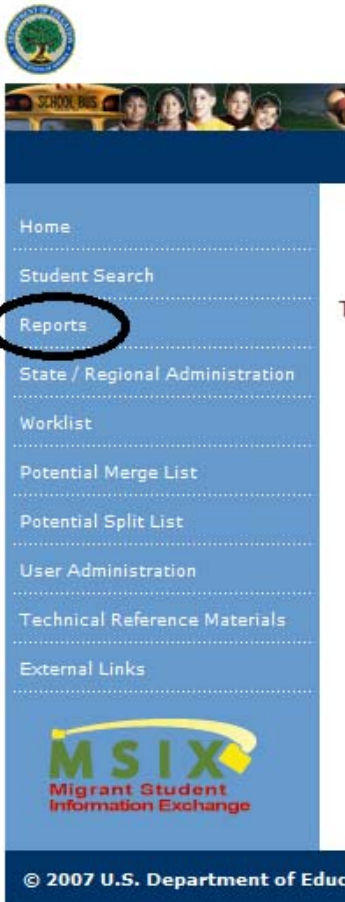 SCHOOL BUS
Home
Student Search
Reports
State / Regional Administration
Worklist
Potential Merge List
Potential Split List
User Administration
Technical Reference Materials
External Links
MSIX
Migrant Student
Information Exchange
© 2007 U.S. Department of Educ